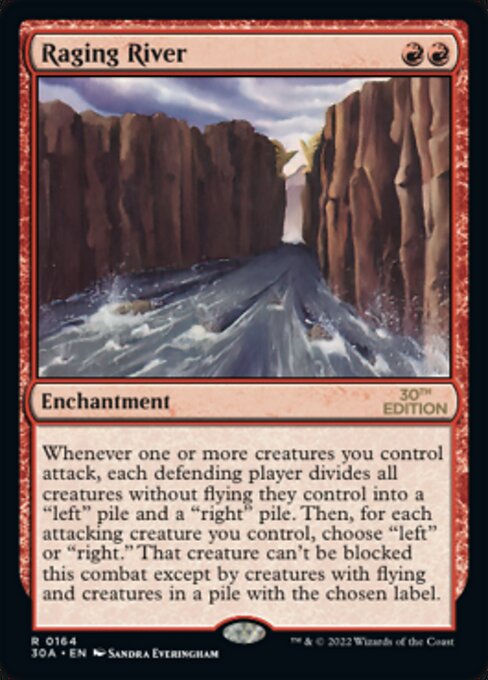 Raging River
Enchantment
30TH
EDITION
Whenever one or more creatures you control
attack, each defending player divides all
creatures without flying they control into a
“left” pile and a “right” pile. Then, for each
attacking creature you control, choose “left”
or “right.” That creature can't be blocked
this combat except by creatures with flying
and creatures in a pile with the chosen label.
R 0164
30A • EN SANDRA EVERINGHAM
™ & © 2022 Wizards of the Coast